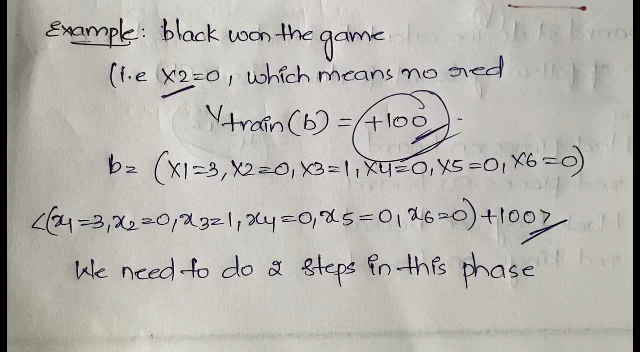 Example: black won the game
(i.e X2=0, which means no red
Vtrain(b) = +100.
b= (X1=3, X2=0, X3=1, X4=0, X5=0, X6=0)
<(x1=3, x2=0, x3=1, x4=0, x5=0, x6=0) +100>
We need to do 2 steps in this phase